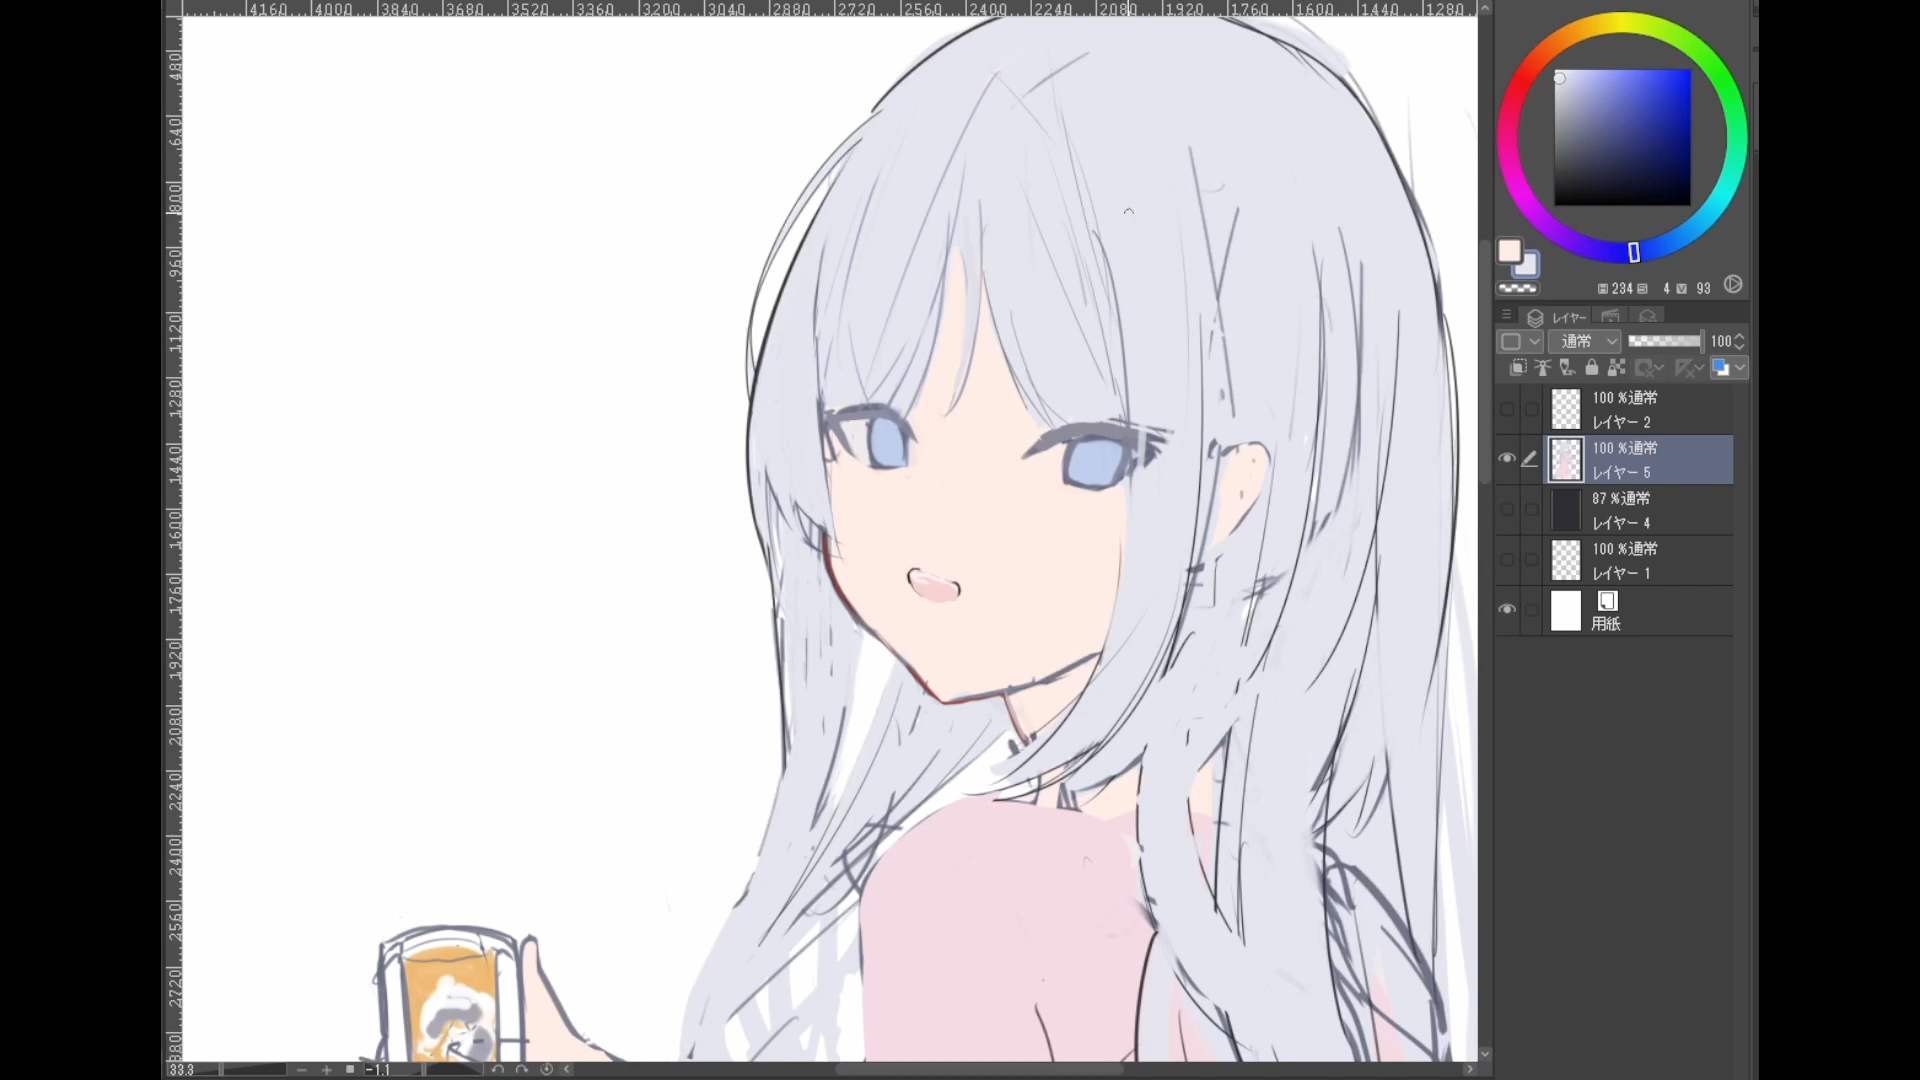 4160 4000 3840 3680 3520 3360 3200 3040 2880 2720 2560 2400 2240 2080 1920 1760 1600 1440 1280
480
640
800
960
1120
1280
1440
1600
1760
1920
2080
2240
2400
2560
2720
H 234 S 4 V 93
レイヤー
通常 100
100 %通常
レイヤー 2
100 %通常
レイヤー 5
87 %通常
レイヤー 4
100 %通常
レイヤー 1
用紙
33.3 -1.1